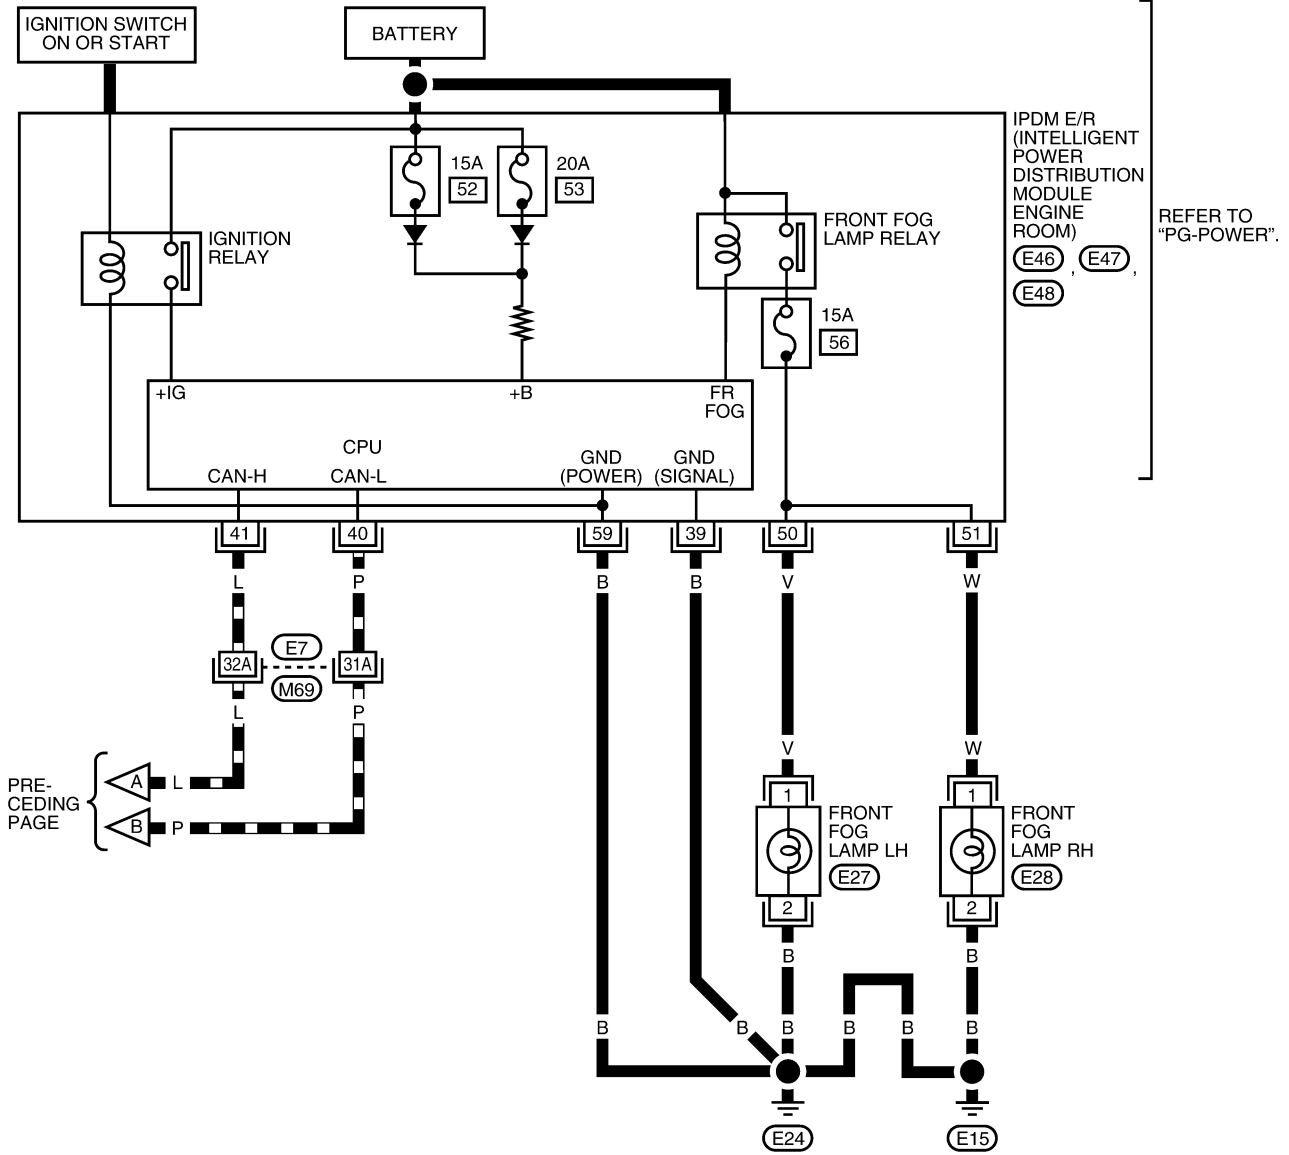 IGNITION SWITCH
ON OR START
BATTERY
IPDM E/R
(INTELLIGENT
POWER
DISTRIBUTION
MODULE
ENGINE
ROOM)
E46 , E47 ,
E48
REFER TO
“PG-POWER”.
15A
52
20A
53
IGNITION
RELAY
FRONT FOG
LAMP RELAY
15A
56
+IG
+B
FR
FOG
CPU
CAN-H
CAN-L
GND
(POWER)
GND
(SIGNAL)
41
40
59
39
50
51
L
P
B
B
V
W
32A
E7
M69
31A
L
P
V
W
PRE-
CEDING
PAGE
A
L
B
P
1
FRONT
FOG
LAMP LH
E27
2
1
FRONT
FOG
LAMP RH
E28
2
B
B
B
B
B
B
B
B
E24
E15